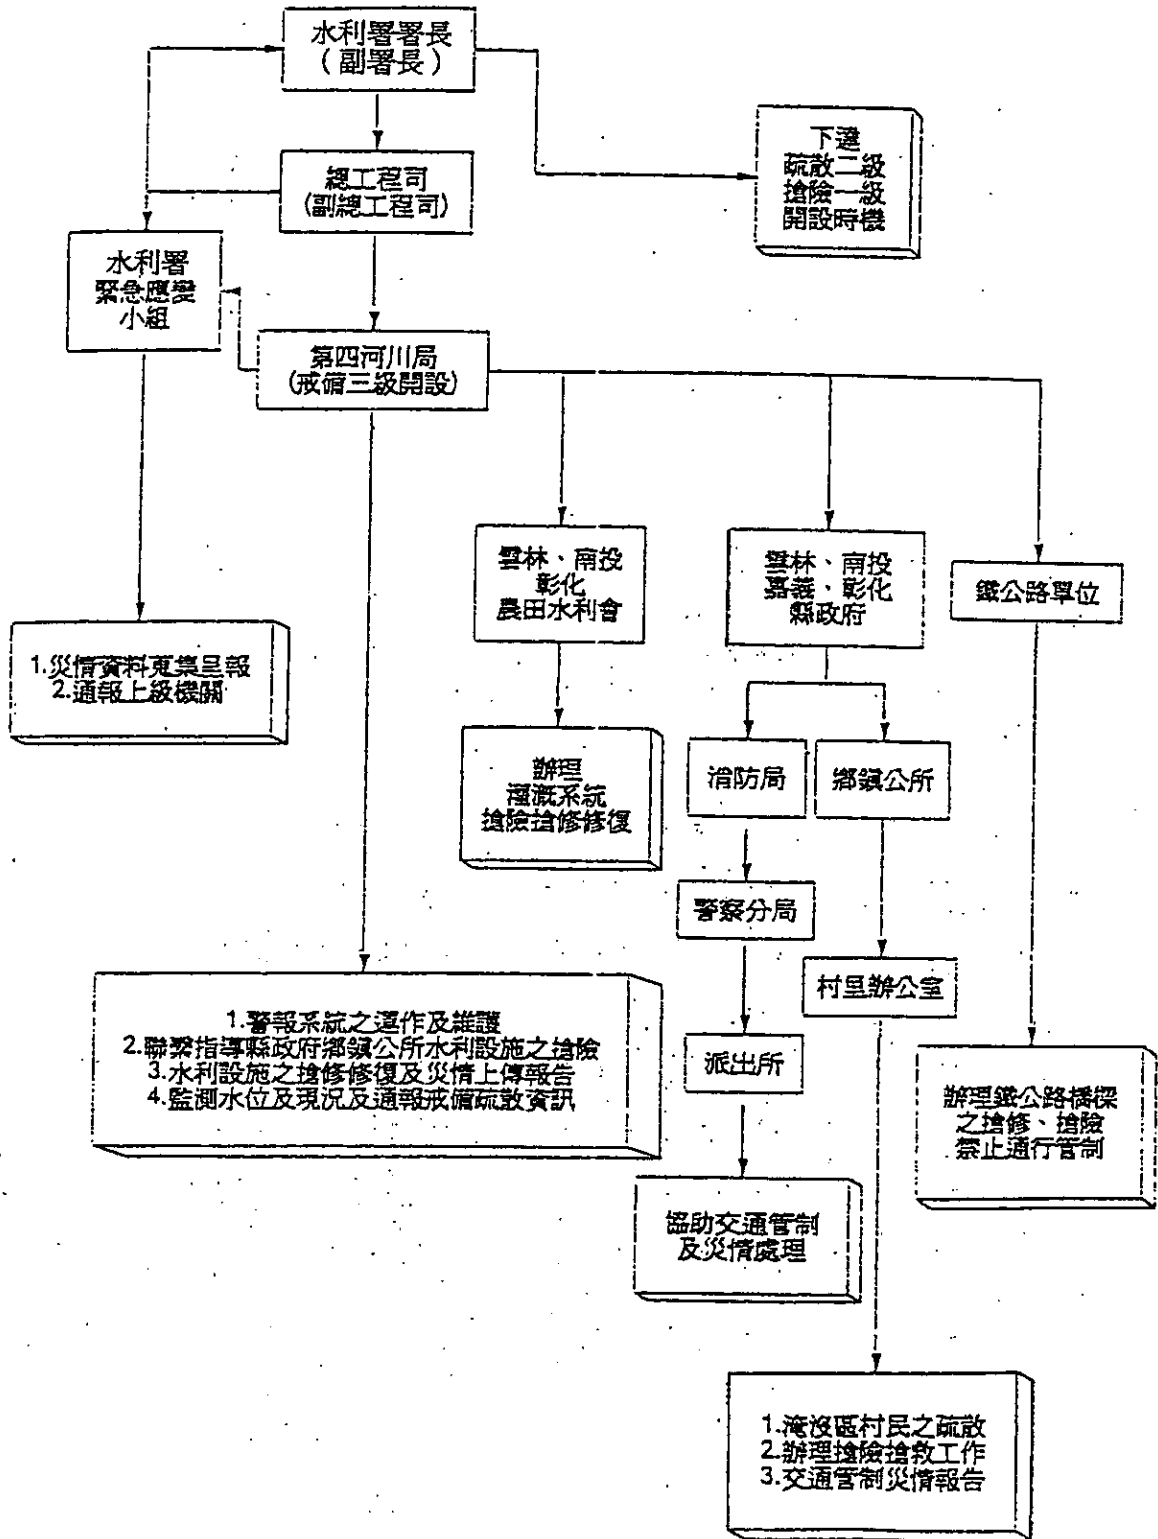 水利署署長
(副署長)
下達
疏散二級
搶險一級
開設時機
總工程司
(副總工程司)
水利署
緊急應變
小組
第四河川局
(戒備三級開設)
雲林、南投
彰化
農田水利會
雲林、南投
嘉義、彰化
縣政府
鐵公路單位
1.災情資料蒐集呈報
2.通報上級機關
辦理
灌溉系統
搶險搶修修復
消防局
鄉鎮公所
警察分局
村里辦公室
1.警報系統之運作及維護
2.聯繫指導縣政府鄉鎮公所水利設施之搶險
3.水利設施之搶修修復及災情上傳報告
4.監測水位及現況及通報戒備疏散資訊
派出所
辦理鐵公路橋樑
之搶修、搶險
禁止通行管制
協助交通管制
及災情處理
1.淹沒區村民之疏散
2.辦理搶險搶救工作
3.交通管制災情報告